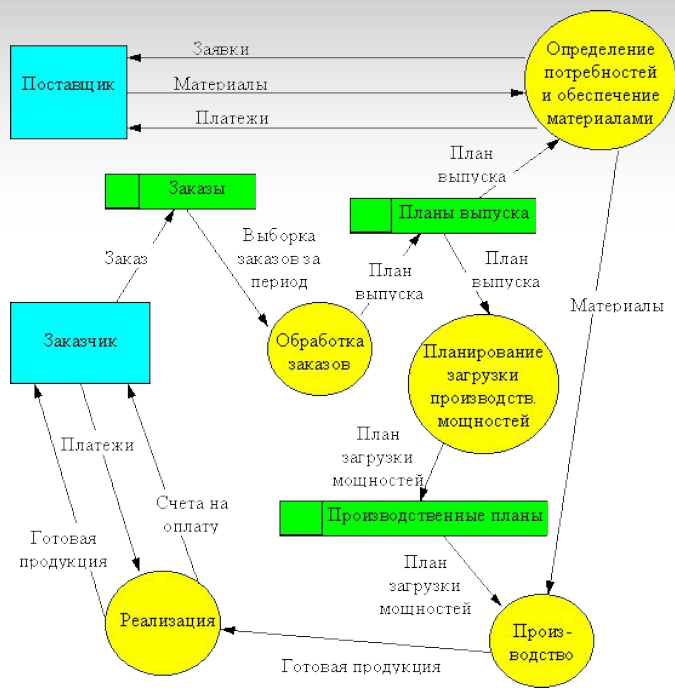 Заявки
Определение
потребностей
и обеспечение
материалами
Поставщик
Материалы
Платежи
План
выпуска
Заказы
Планы выпуска
Выборка
заказов за
период
Заказ
План
выпуска
План
выпуска
Материалы
Заказчик
Обработка
заказов
Планирование
загрузки
производств.
мощностей
Платежи
План
загрузки
мощностей
Счета на
оплату
Производственные планы
Готовая
продукция
План
загрузки
мощностей
Реализация
Произ-
водство
Готовая продукция